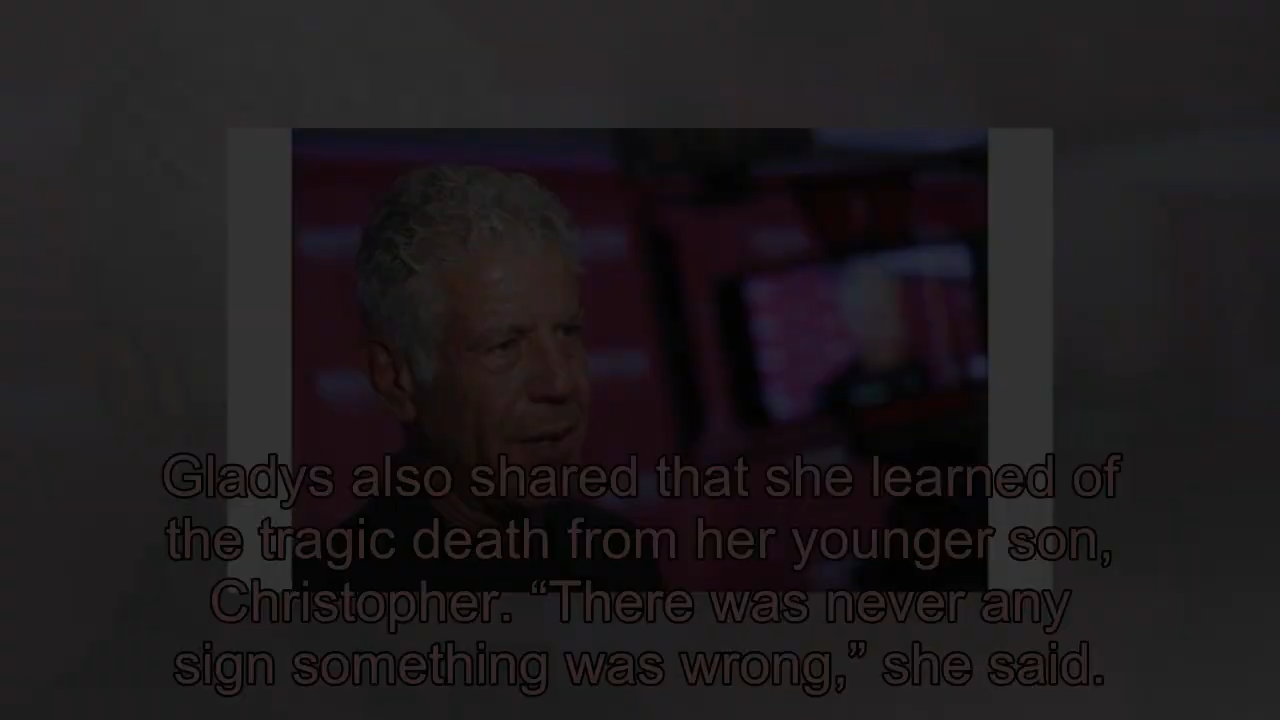 Gladys also shared that she learned of
the tragic death from her younger son,
Christopher. “There was never any
sign something was wrong,” she said.